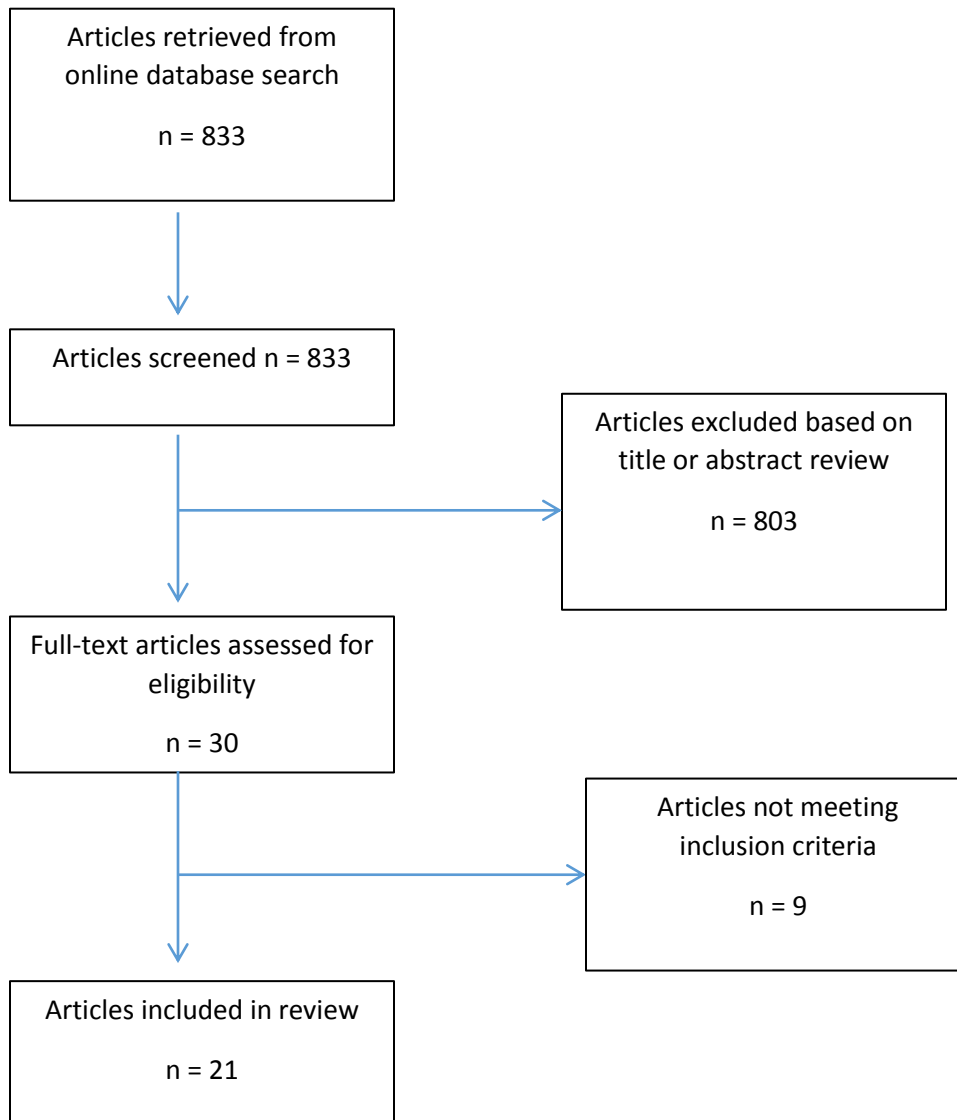 Articles retrieved from
online database search
n = 833
Articles screened n = 833
Articles excluded based on
title or abstract review
n = 803
Full-text articles assessed for
eligibility
n = 30
Articles not meeting
inclusion criteria
n = 9
Articles included in review
n = 21